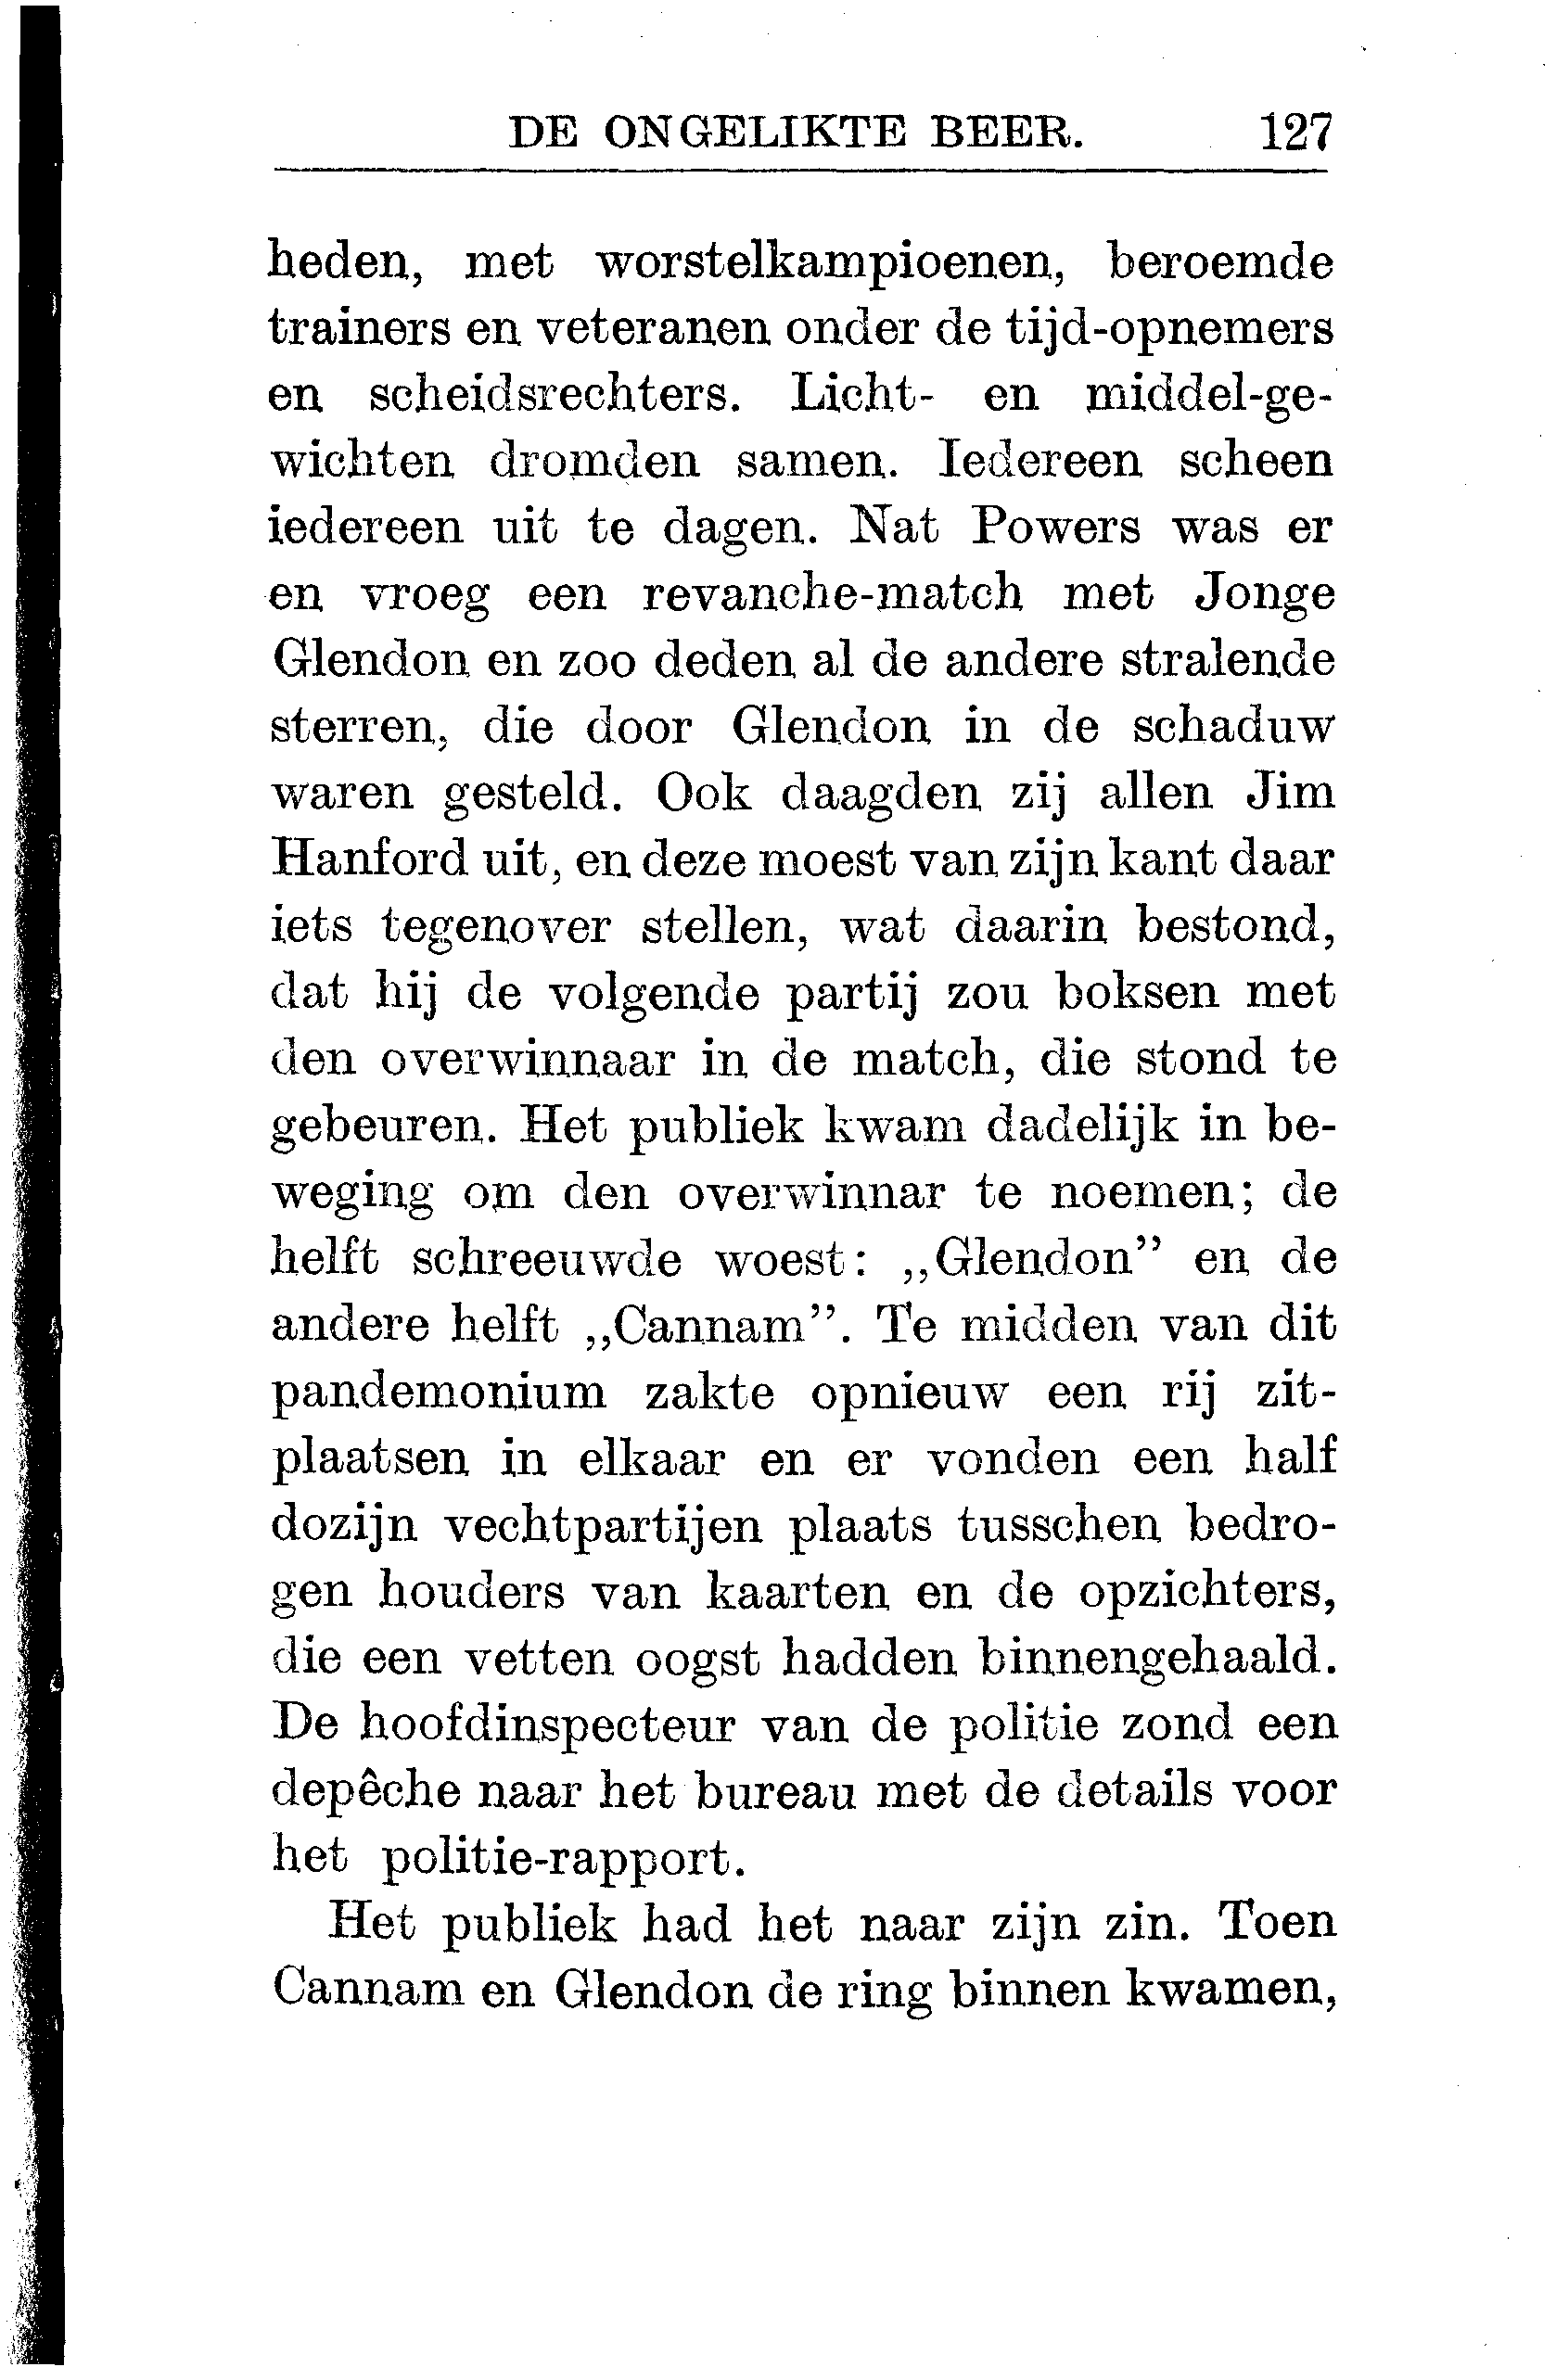 DE ONGELIKTE BEER. 127
heden, met worstelkampioenen, beroemde
trainers en veteranen onder de tijd-opnemers
en scheidsrechters. Licht- en middel-ge-
wichten dromden samen. Iedereen scheen
iedereen uit te dagen. Nat Powers was er
en vroeg een revanche-match met Jonge
Glendon en zoo deden al de andere stralende
sterren, die door Glendon in de schaduw
waren gesteld. Ook daagden zij allen Jim
Hanford uit, en deze moest van zijn kant daar
iets tegenover stellen, wat daarin bestond,
dat hij de volgende partij zou boksen met
den overwinnaar in de match, die stond te
gebeuren. Het publiek kwam dadelijk in be-
weging om den overwinnar te noemen; de
helft schreeuwde woest: „Glendon” en de
andere helft „Cannam”. Te midden van dit
pandemonium zakte opnieuw een rij zit-
plaatsen in elkaar en er vonden een half
dozijn vechtpartijen plaats tusschen bedro-
gen houders van kaarten en de opzichters,
die een vetten oogst hadden binnengehaald.
De hoofdinspecteur van de politie zond een
depêche naar het bureau met de details voor
het politie-rapport.
Het publiek had het naar zijn zin. Toen
Cannam en Glendon de ring binnen kwamen,